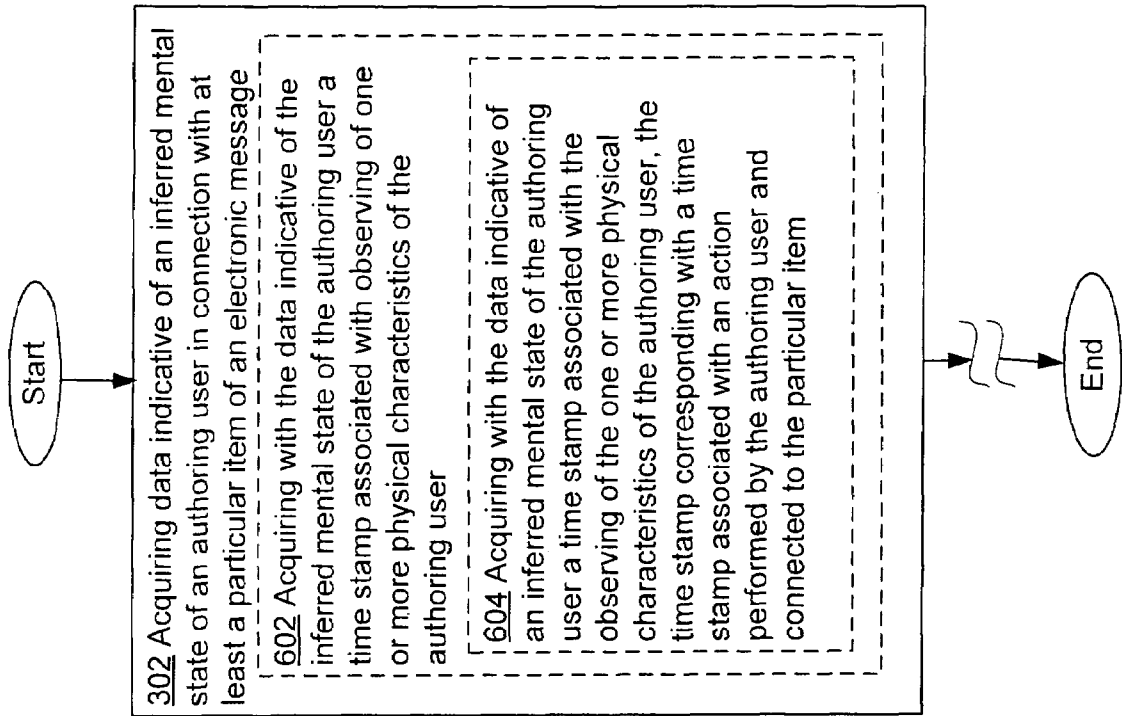 Start
302 Acquiring data indicative of an inferred mental
state of an authoring user in connection with at
least a particular item of an electronic message
602 Acquiring with the data indicative of the
inferred mental state of the authoring user a
time stamp associated with observing of one
or more physical characteristics of the
authoring user
604 Acquiring with the data indicative of
an inferred mental state of the authoring
user a time stamp associated with the
observing of the one or more physical
characteristics of the authoring user, the
time stamp corresponding with a time
stamp associated with an action
performed by the authoring user and
connected to the particular item
End